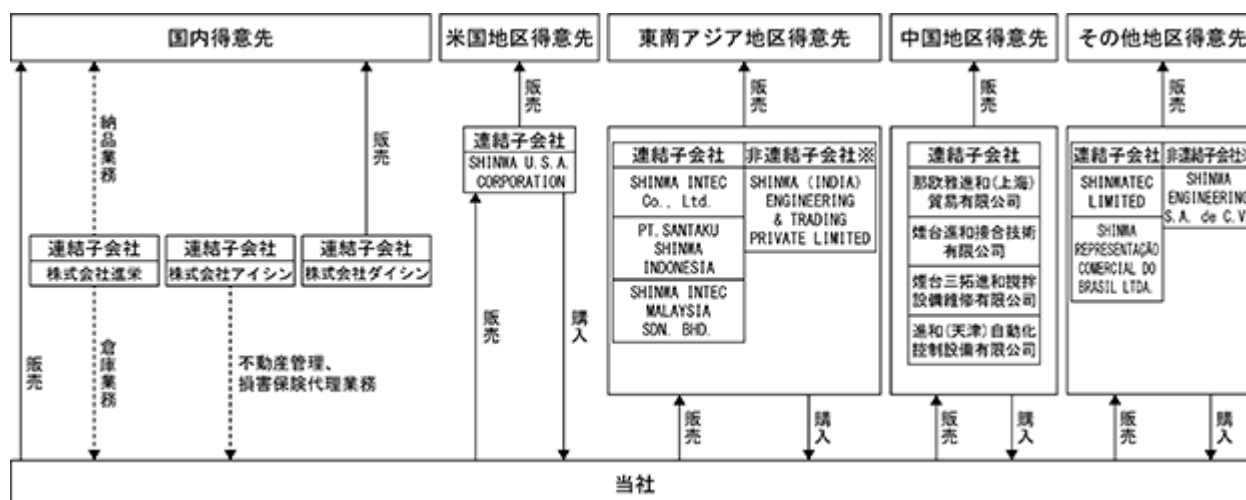 国内得意先
米国地区得意先
東南アジア地区得意先
中国地区得意先
その他地区得意先
納品業務
販売
販売
販売
販売
販売
連結子会社
株式会社進栄
連結子会社
株式会社アイシン
連結子会社
株式会社ダイシン
連結子会社
SHINWA U.S.A.
CORPORATION
連結子会社
SHINWA INTEC
Co., Ltd.
PT. SANTAKU
SHINWA
INDONESIA
SHINWA INTEC
MALAYSIA
SDN. BHD.
非連結子会社※
SHINWA (INDIA)
ENGINEERING
& TRADING
PRIVATE LIMITED
連結子会社
那欧雅進和(上海)
貿易有限公司
煙台進和接合技術
有限公司
煙台三拓進和撹拌
設備維修有限公司
進和(天津)自動化
控制設備有限公司
連結子会社
SHINWATEC
LIMITED
SHINWA
REPRESENTAÇÃO
COMERCIAL DO
BRASIL LTDA.
非連結子会社※
SHINWA
ENGINEERING
S.A. de C.V.
販売
倉庫業務
不動産管理、
損害保険代理業務
販売
購入
販売
購入
販売
購入
販売
購入
当社